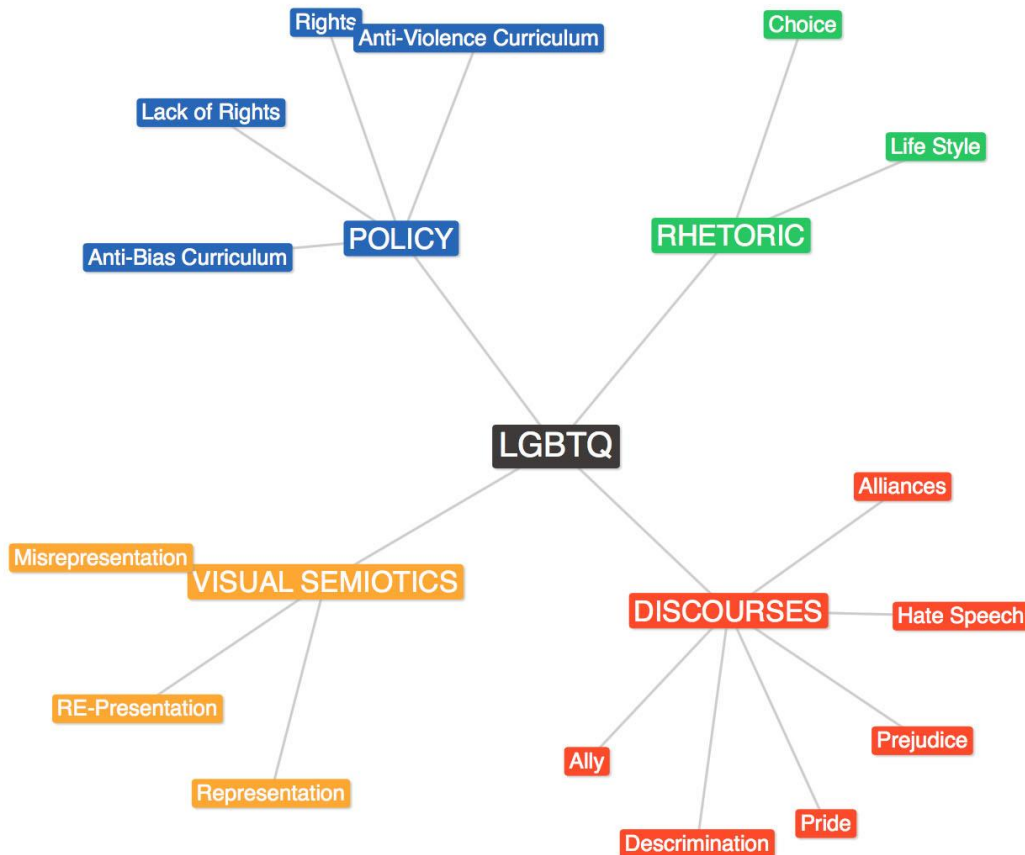 Rights
Anti-Violence Curriculum
Choice
Lack of Rights
Life Style
POLICY
RHETORIC
Anti-Bias Curriculum
LGBTQ
Alliances
Misrepresentation
VISUAL SEMIOTICS
DISCOURSES
Hate Speech
RE-Presentation
Prejudice
Ally
Representation
Pride
Descrimination